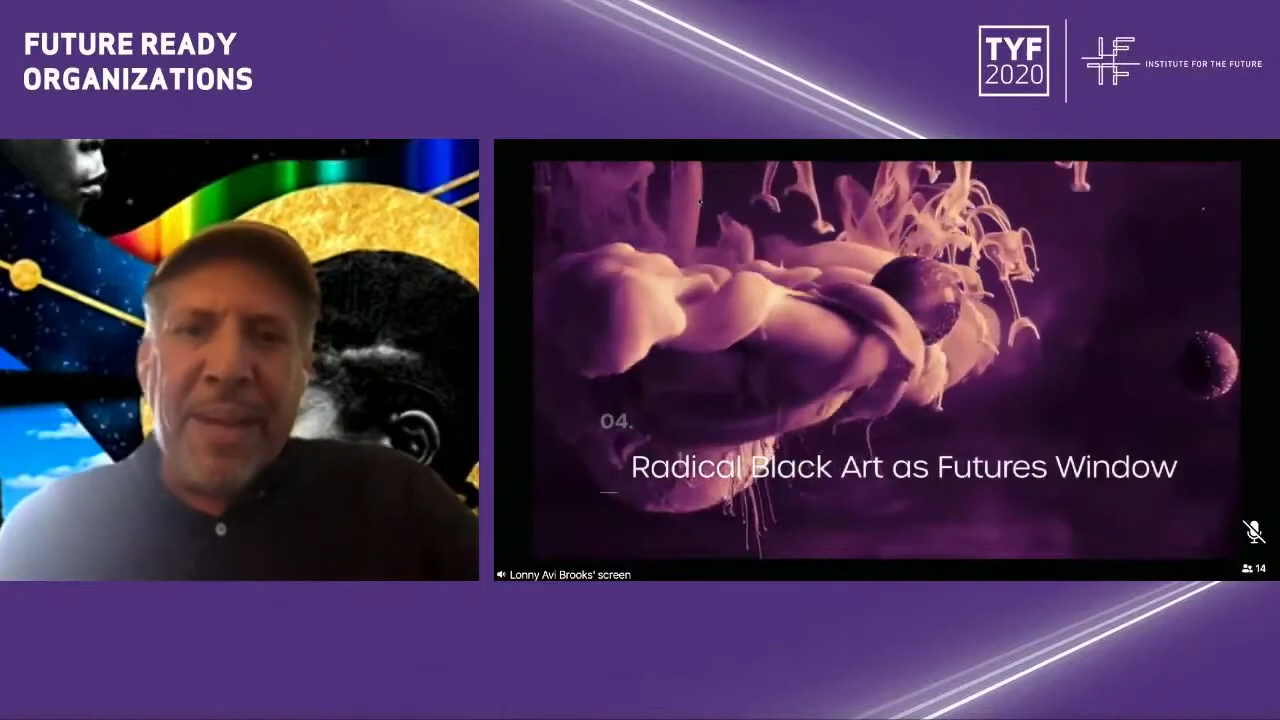 FUTURE READY
ORGANIZATIONS
TYF
2020
INSTITUTE FOR THE FUTURE
04.
Radical Black Art as Futures Window
Lonny Avi Brooks' screen
14